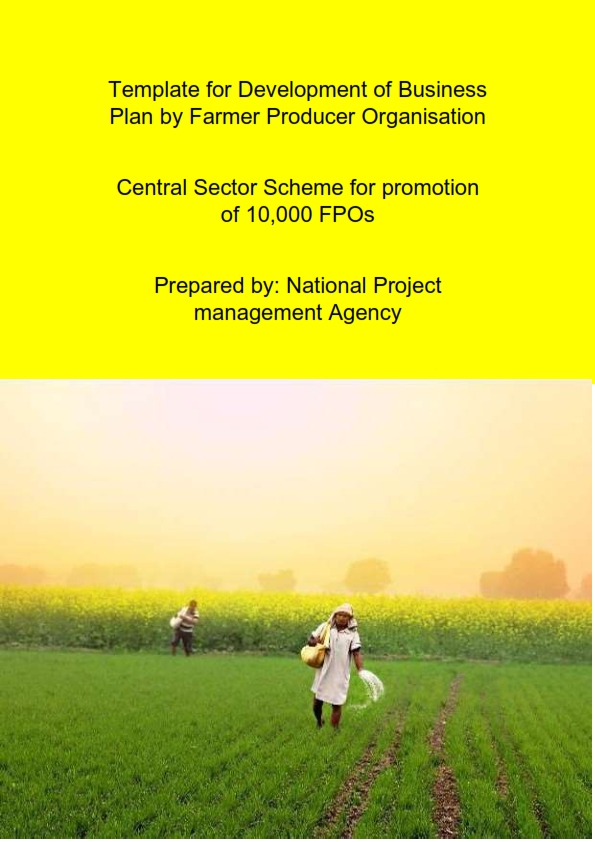 Template for Development of Business
Plan by Farmer Producer Organisation
Central Sector Scheme for promotion
of 10,000 FPOs
Prepared by: National Project
management Agency